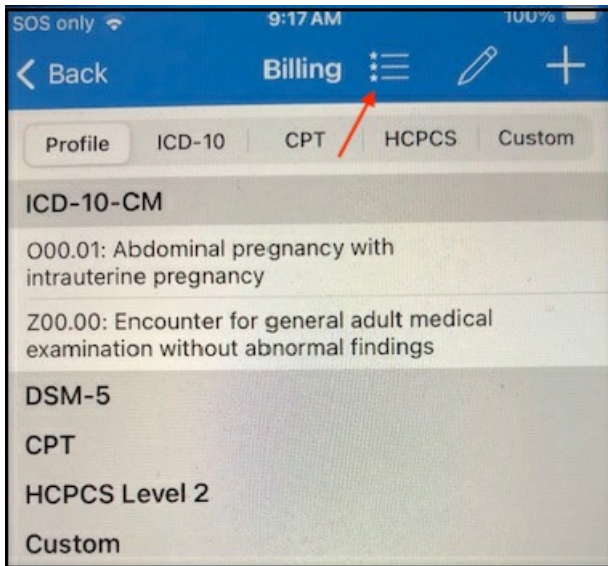 SOS only 9:17 AM 100%
Back Billing
Profile ICD-10 CPT HCPCS Custom
ICD-10-CM
O00.01: Abdominal pregnancy with
intrauterine pregnancy
Z00.00: Encounter for general adult medical
examination without abnormal findings
DSM-5
CPT
HCPCS Level 2
Custom